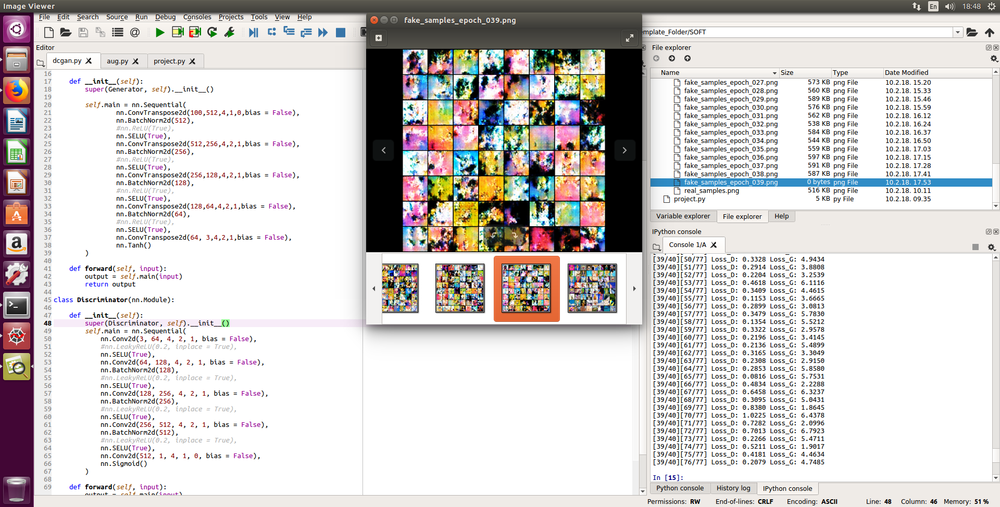 Image Viewer
En
18:48
File Edit Search Source Run Debug Consoles Projects Tools View Help
fake_samples_epoch_039.png
emplate_Folder/SOFT
Editor
dcgan.py
aug.py
project.py
16
17 def __init__(self):
18 super(Generator, self).__init__()
19
20 self.main = nn.Sequential(
21 nn.ConvTranspose2d(100,512,4,1,0,bias = False),
22 nn.BatchNorm2d(512),
23 #nn.ReLU(True),
24 nn.SELU(True),
25 nn.ConvTranspose2d(512,256,4,2,1,bias = False),
26 nn.BatchNorm2d(256),
27 #nn.ReLU(True),
28 nn.SELU(True),
29 nn.ConvTranspose2d(256,128,4,2,1,bias = False),
30 nn.BatchNorm2d(128),
31 #nn.ReLU(True),
32 nn.SELU(True),
33 nn.ConvTranspose2d(128,64,4,2,1,bias = False),
34 nn.BatchNorm2d(64),
35 #nn.ReLU(True),
36 nn.SELU(True),
37 nn.ConvTranspose2d(64, 3,4,2,1,bias = False),
38 nn.Tanh()
39 )
40
41 def forward(self, input):
42 output = self.main(input)
43 return output
44
45 class Discriminator(nn.Module):
46
47 def __init__(self):
48 super(Discriminator, self).__init__()
49 self.main = nn.Sequential(
50 nn.Conv2d(3, 64, 4, 2, 1, bias = False),
51 #nn.LeakyReLU(0.2, inplace = True),
52 nn.SELU(True),
53 nn.Conv2d(64, 128, 4, 2, 1, bias = False),
54 nn.BatchNorm2d(128),
55 #nn.LeakyReLU(0.2, inplace = True),
56 nn.SELU(True),
57 nn.Conv2d(128, 256, 4, 2, 1, bias = False),
58 nn.BatchNorm2d(256),
59 #nn.LeakyReLU(0.2, inplace = True),
60 nn.SELU(True),
61 nn.Conv2d(256, 512, 4, 2, 1, bias = False),
62 nn.BatchNorm2d(512),
63 #nn.LeakyReLU(0.2, inplace = True),
64 nn.SELU(True),
65 nn.Conv2d(512, 1, 4, 1, 0, bias = False),
66 nn.Sigmoid()
67 )
68
69 def forward(self, input):
output = self.main(input)
File explorer
Name Size Type Date Modified
fake_samples_epoch_027.png 573 KB png File 10.2.18. 15.20
fake_samples_epoch_028.png 560 KB png File 10.2.18. 15.33
fake_samples_epoch_029.png 589 KB png File 10.2.18. 15.46
fake_samples_epoch_030.png 576 KB png File 10.2.18. 15.59
fake_samples_epoch_031.png 562 KB png File 10.2.18. 16.12
fake_samples_epoch_032.png 538 KB png File 10.2.18. 16.24
fake_samples_epoch_033.png 584 KB png File 10.2.18. 16.37
fake_samples_epoch_034.png 544 KB png File 10.2.18. 16.50
fake_samples_epoch_035.png 559 KB png File 10.2.18. 17.03
fake_samples_epoch_036.png 597 KB png File 10.2.18. 17.15
fake_samples_epoch_037.png 591 KB png File 10.2.18. 17.28
fake_samples_epoch_038.png 587 KB png File 10.2.18. 17.41
fake_samples_epoch_039.png 0 bytes png File 10.2.18. 17.53
real_samples.png 516 KB png File 10.2.18. 10.11
project.py 5 KB py File 10.2.18. 09.35
Variable explorer File explorer Help
IPython console
Console 1/A
[39/40][50/77] Loss_D: 0.3328 Loss_G: 4.9434
[39/40][51/77] Loss_D: 0.2914 Loss_G: 3.8808
[39/40][52/77] Loss_D: 0.2204 Loss_G: 3.2539
[39/40][53/77] Loss_D: 0.4618 Loss_G: 6.1116
[39/40][54/77] Loss_D: 0.3409 Loss_G: 4.4615
[39/40][55/77] Loss_D: 0.1153 Loss_G: 3.6665
[39/40][56/77] Loss_D: 0.2899 Loss_G: 3.0813
[39/40][57/77] Loss_D: 0.3479 Loss_G: 5.7830
[39/40][58/77] Loss_D: 0.1354 Loss_G: 5.5212
[39/40][59/77] Loss_D: 0.3322 Loss_G: 2.9578
[39/40][60/77] Loss_D: 0.2196 Loss_G: 3.4145
[39/40][61/77] Loss_D: 0.2136 Loss_G: 5.4899
[39/40][62/77] Loss_D: 0.3165 Loss_G: 3.3049
[39/40][63/77] Loss_D: 0.2308 Loss_G: 2.9150
[39/40][64/77] Loss_D: 0.2853 Loss_G: 5.8580
[39/40][65/77] Loss_D: 0.0816 Loss_G: 5.7531
[39/40][66/77] Loss_D: 0.4834 Loss_G: 2.2288
[39/40][67/77] Loss_D: 0.6458 Loss_G: 6.3237
[39/40][68/77] Loss_D: 0.3095 Loss_G: 5.0431
[39/40][69/77] Loss_D: 0.8380 Loss_G: 1.8645
[39/40][70/77] Loss_D: 1.0225 Loss_G: 6.4378
[39/40][71/77] Loss_D: 0.7282 Loss_G: 2.0996
[39/40][72/77] Loss_D: 0.7013 Loss_G: 6.7923
[39/40][73/77] Loss_D: 0.2266 Loss_G: 5.4711
[39/40][74/77] Loss_D: 0.5211 Loss_G: 1.9017
[39/40][75/77] Loss_D: 0.4181 Loss_G: 4.4634
[39/40][76/77] Loss_D: 0.2079 Loss_G: 4.7485
In [15]:
Python console History log IPython console
Permissions: RW End-of-lines: CRLF Encoding: ASCII Line: 48 Column: 46 Memory: 51 %